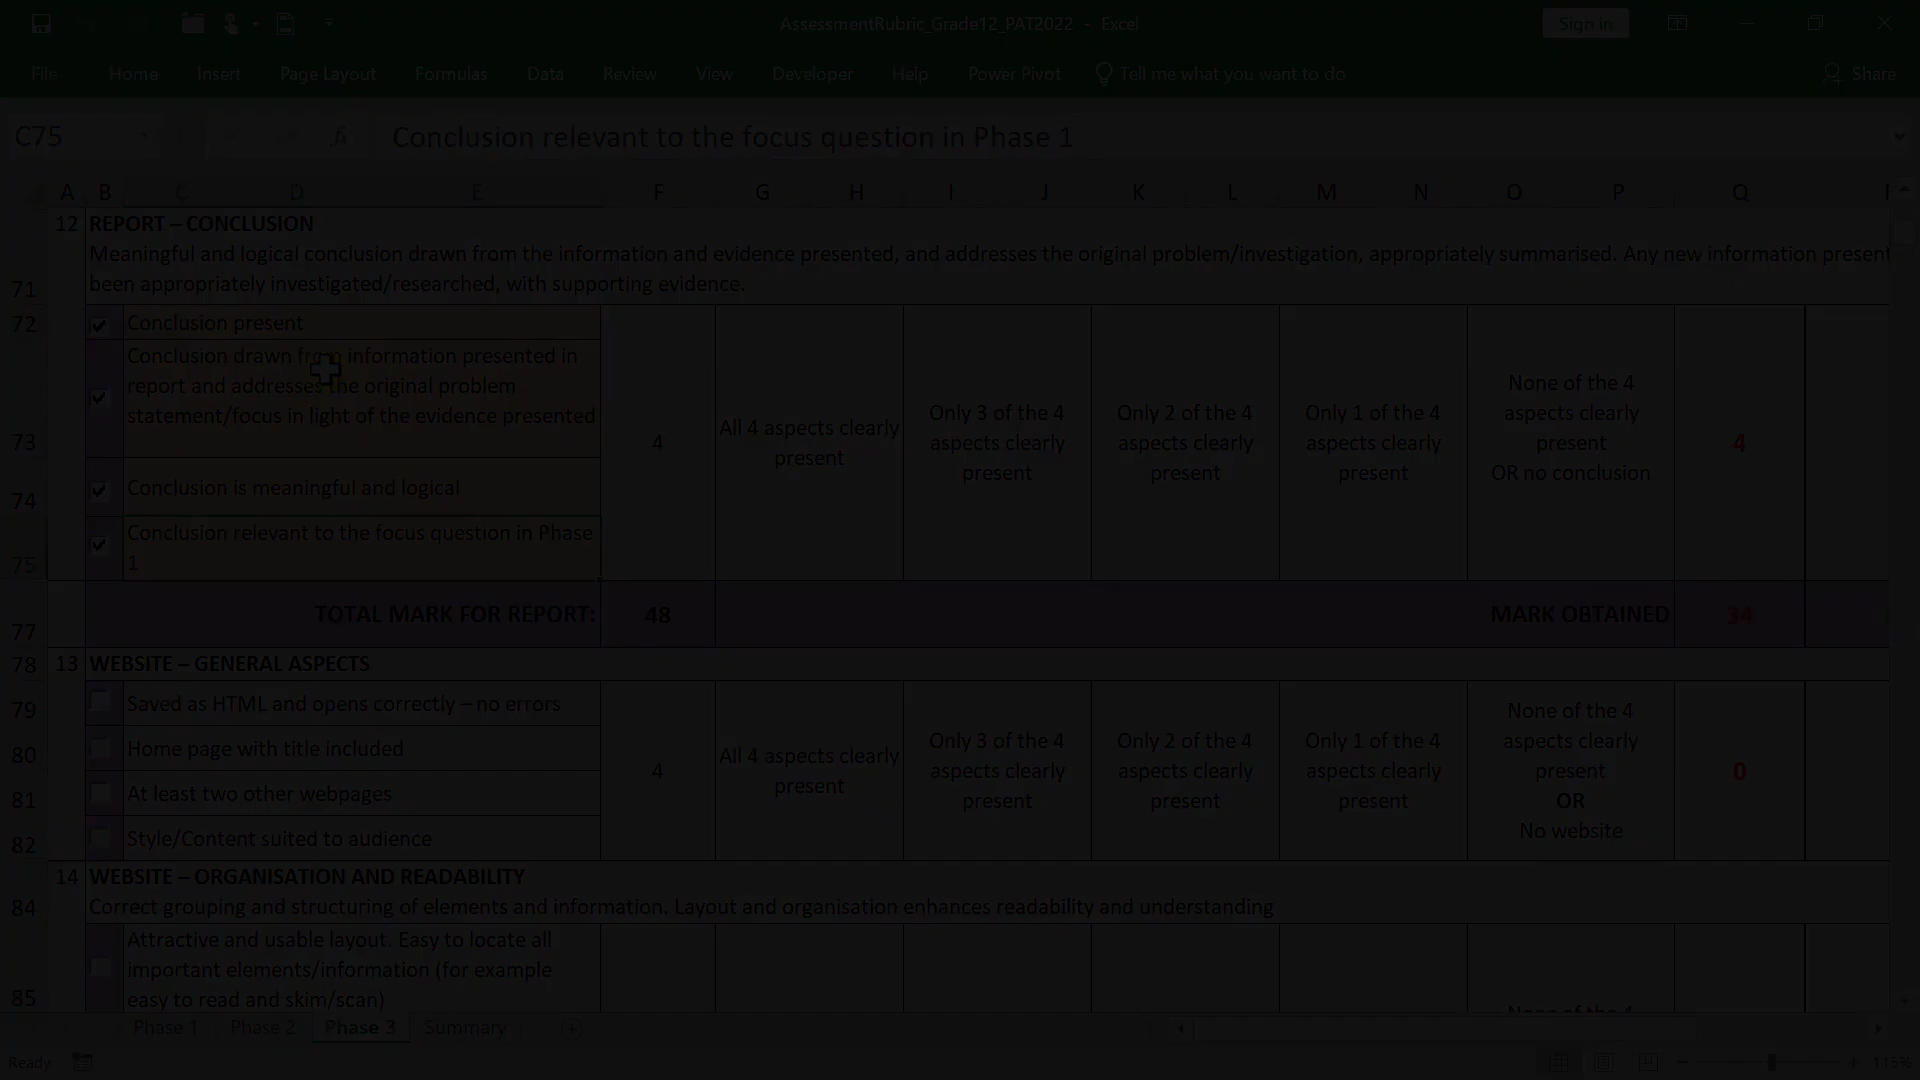 AssessmentRubric_Grade12_PAT2022 - Excel
Sign in
File Home Insert Page Layout Formulas Data Review View Developer Help Power Pivot Tell me what you want to do Share
C75 fx Conclusion relevant to the focus question in Phase 1
A B C D E F G H I J K L M N O P Q
12 REPORT – CONCLUSION
Meaningful and logical conclusion drawn from the information and evidence presented, and addresses the original problem/investigation, appropriately summarised. Any new information present
71 been appropriately investigated/researched, with supporting evidence.
72 Conclusion present
Conclusion drawn from information presented in
report and addresses the original problem
statement/focus in light of the evidence presented
73
74 Conclusion is meaningful and logical
Conclusion relevant to the focus question in Phase
75 1
4
All 4 aspects clearly
present
Only 3 of the 4
aspects clearly
present
Only 2 of the 4
aspects clearly
present
Only 1 of the 4
aspects clearly
present
None of the 4
aspects clearly
present
OR no conclusion
4
77 TOTAL MARK FOR REPORT: 48 MARK OBTAINED 34
78 13 WEBSITE – GENERAL ASPECTS
79 Saved as HTML and opens correctly – no errors
80 Home page with title included
81 At least two other webpages
82 Style/Content suited to audience
4
All 4 aspects clearly
present
Only 3 of the 4
aspects clearly
present
Only 2 of the 4
aspects clearly
present
Only 1 of the 4
aspects clearly
present
None of the 4
aspects clearly
present
OR
No website
0
14 WEBSITE – ORGANISATION AND READABILITY
84 Correct grouping and structuring of elements and information. Layout and organisation enhances readability and understanding
Attractive and usable layout. Easy to locate all
important elements/information (for example
85 easy to read and skim/scan)
None of the 4
Phase 1 Phase 2 Phase 3 Summary
Ready
115%